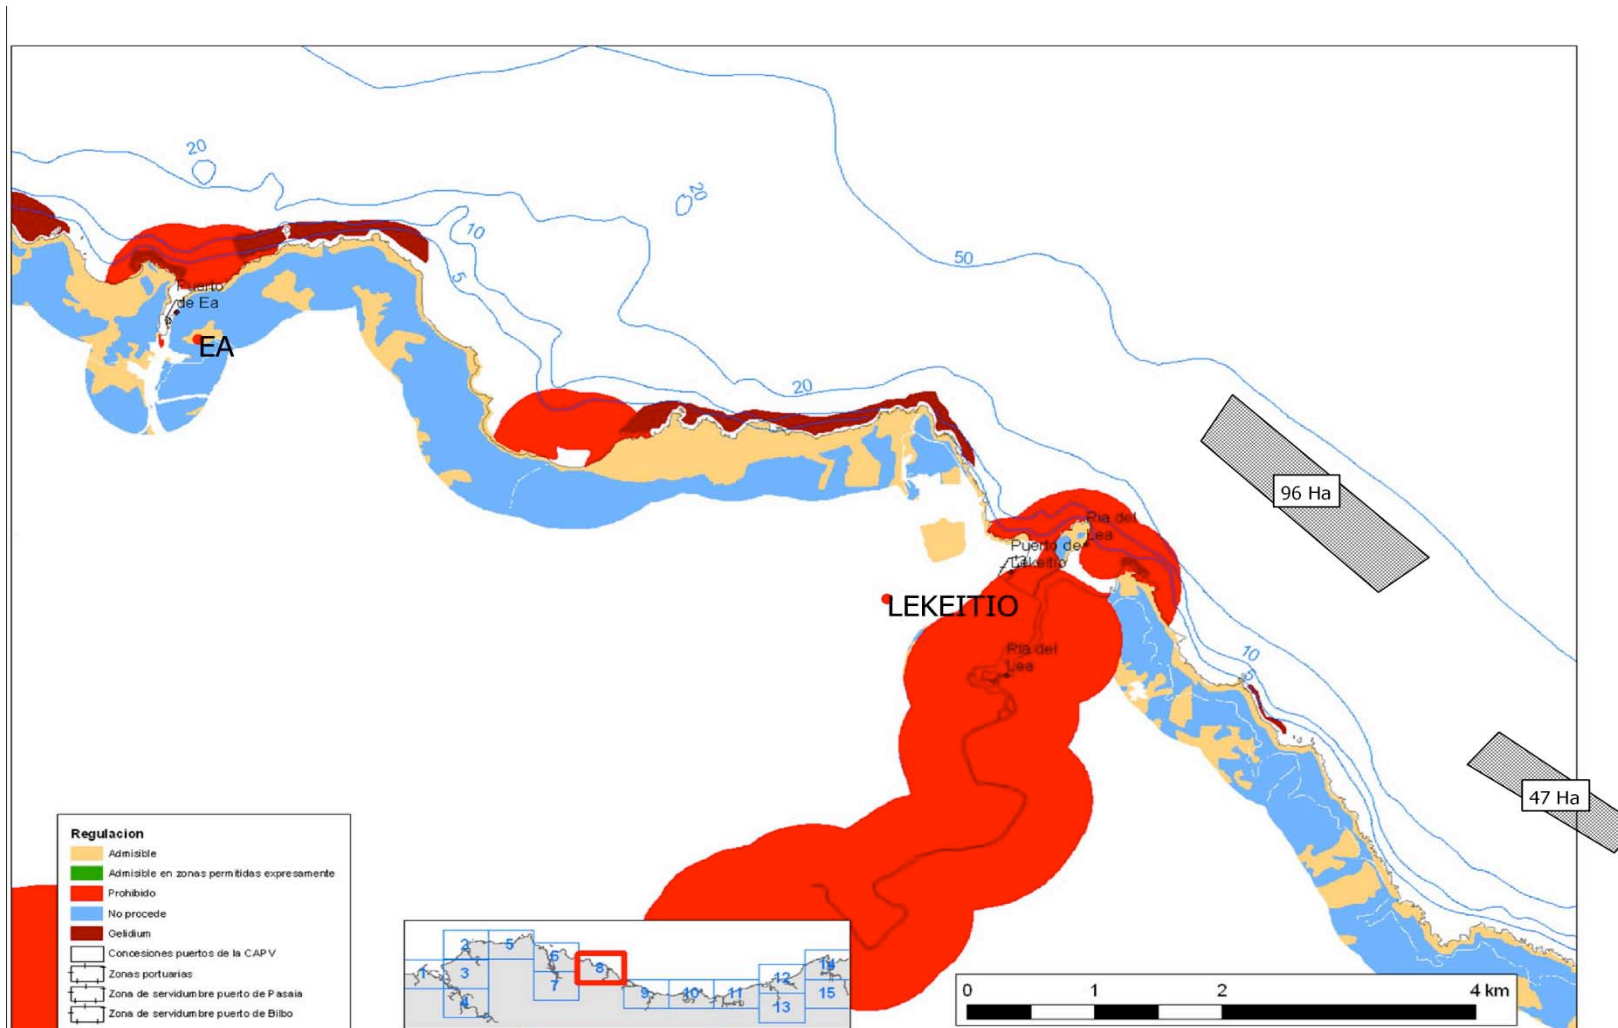 20
20
10
5
50
Puerto
de Ea
EA
20
96 Ha
Ria del
Lea
Puerto de
Lekeitio
LEKEITIO
Ria del
Lea
10
5
47 Ha
Regulacion
Admisible
Admisible en zonas permitidas expresamente
Prohibido
No procede
Gelidium
Concesiones puertos de la CAPV
Zonas portuarias
Zona de servidumbre puerto de Pasaia
Zona de servidumbre puerto de Bilbo
1
2
3
4
5
6
7
8
9
10
11
12
13
14
15
0 1 2 4 km